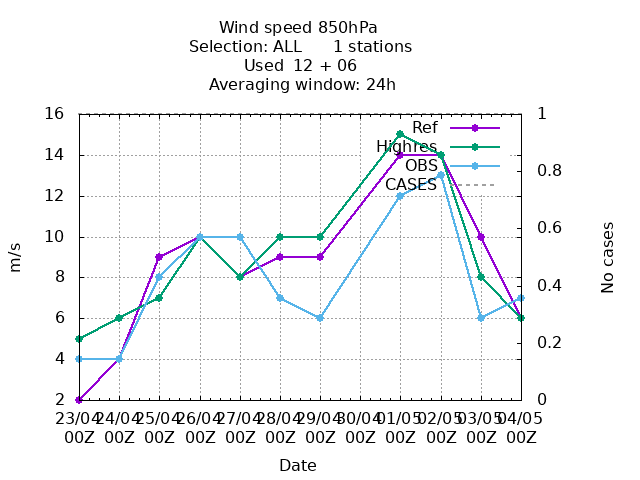 Wind speed 850hPa
Selection: ALL 1 stations
Used 12 + 06
Averaging window: 24h
16 1
Ref
Highres
14
OBS
0.8
CASES
12
10 0.6
m/s
No cases
8
0.4
6
4 0.2
2 0
23/04 24/04 25/04 26/04 27/04 28/04 29/04 30/04 01/05 02/05 03/05 04/05
00Z 00Z 00Z 00Z 00Z 00Z 00Z 00Z 00Z 00Z 00Z 00Z
Date